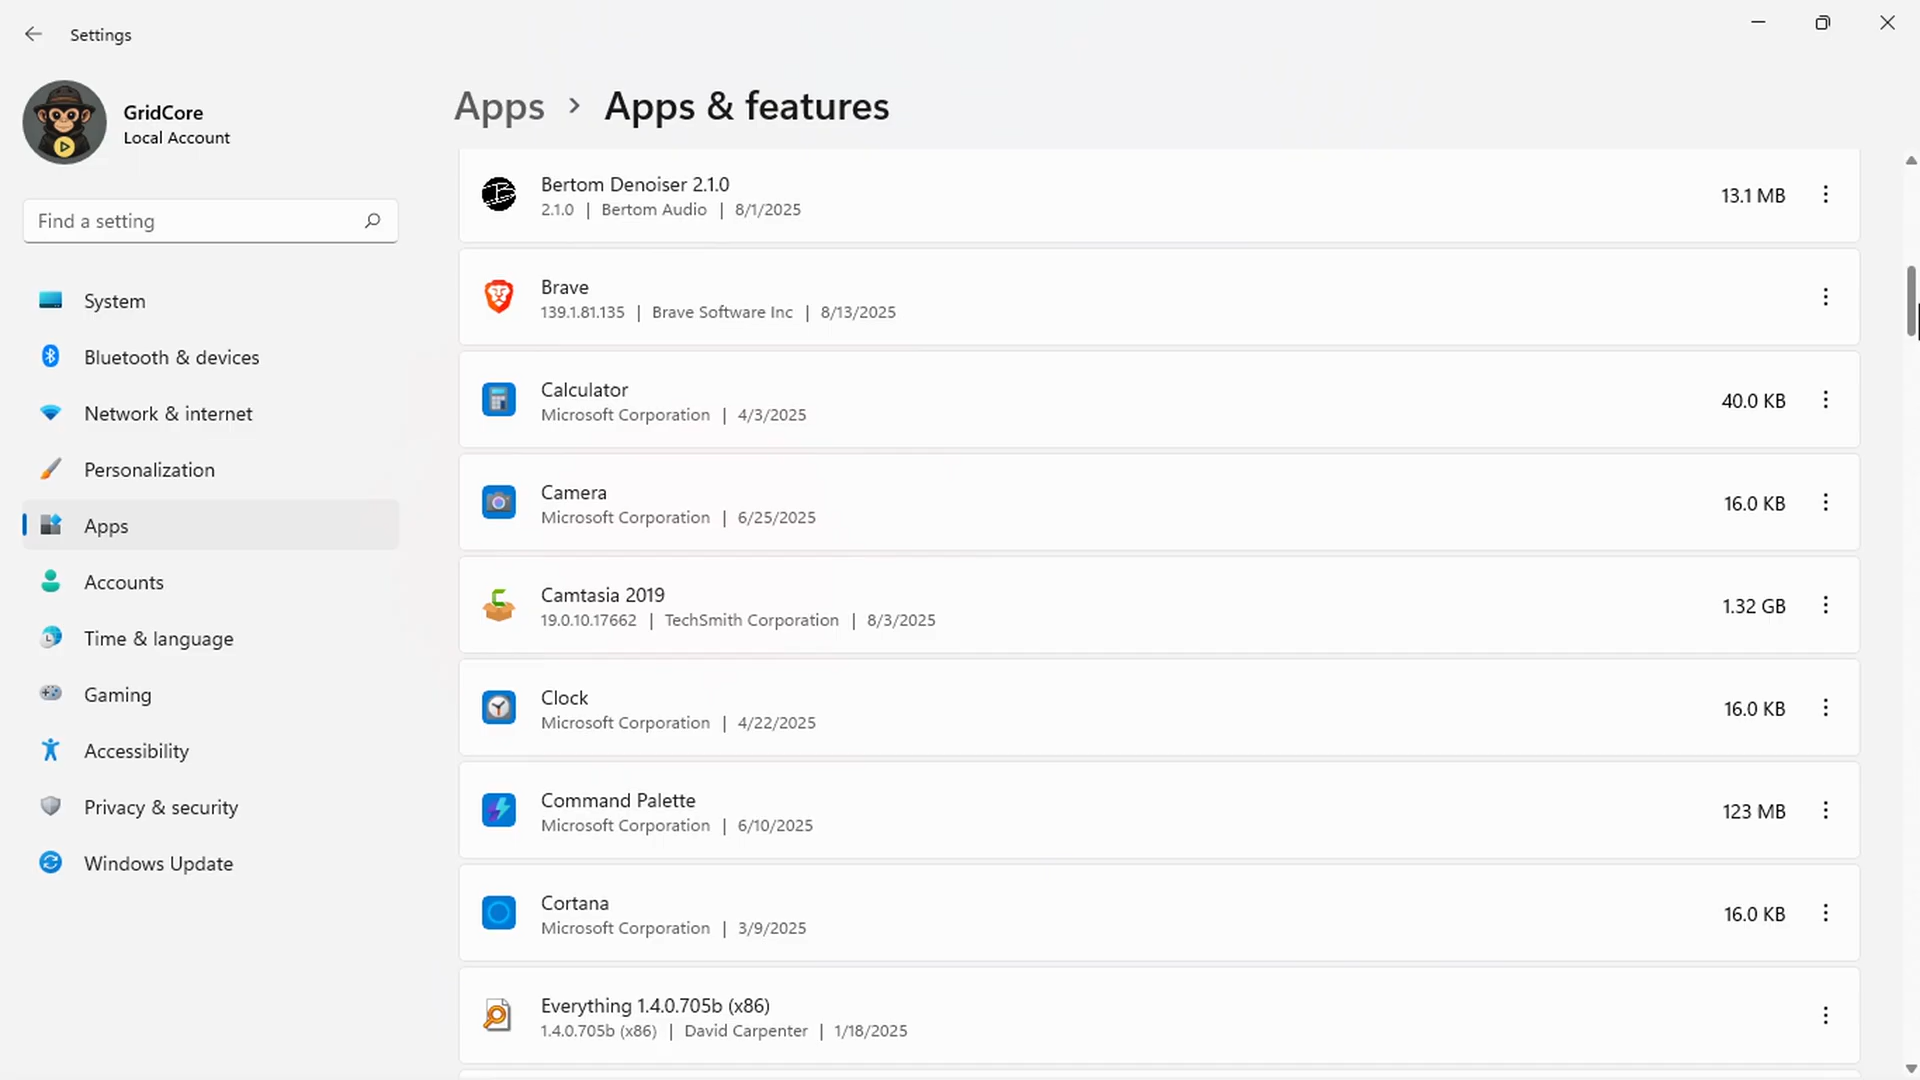 Settings
GridCore
Local Account
Find a setting
System
Bluetooth & devices
Network & internet
Personalization
Apps
Accounts
Time & language
Gaming
Accessibility
Privacy & security
Windows Update
Apps > Apps & features
Bertom Denoiser 2.1.0
2.1.0 | Bertom Audio | 8/1/2025
13.1 MB
Brave
139.1.81.135 | Brave Software Inc | 8/13/2025
Calculator
Microsoft Corporation | 4/3/2025
40.0 KB
Camera
Microsoft Corporation | 6/25/2025
16.0 KB
Camtasia 2019
19.0.10.17662 | TechSmith Corporation | 8/3/2025
1.32 GB
Clock
Microsoft Corporation | 4/22/2025
16.0 KB
Command Palette
Microsoft Corporation | 6/10/2025
123 MB
Cortana
Microsoft Corporation | 3/9/2025
16.0 KB
Everything 1.4.0.705b (x86)
1.4.0.705b (x86) | David Carpenter | 1/18/2025